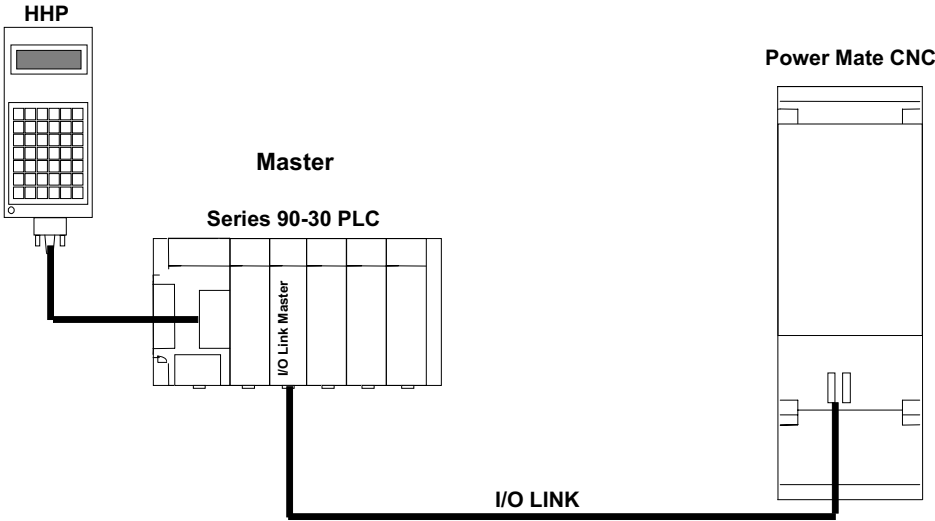 HHP
Power Mate CNC
Master
Series 90-30 PLC
I/O Link Master
I/O LINK